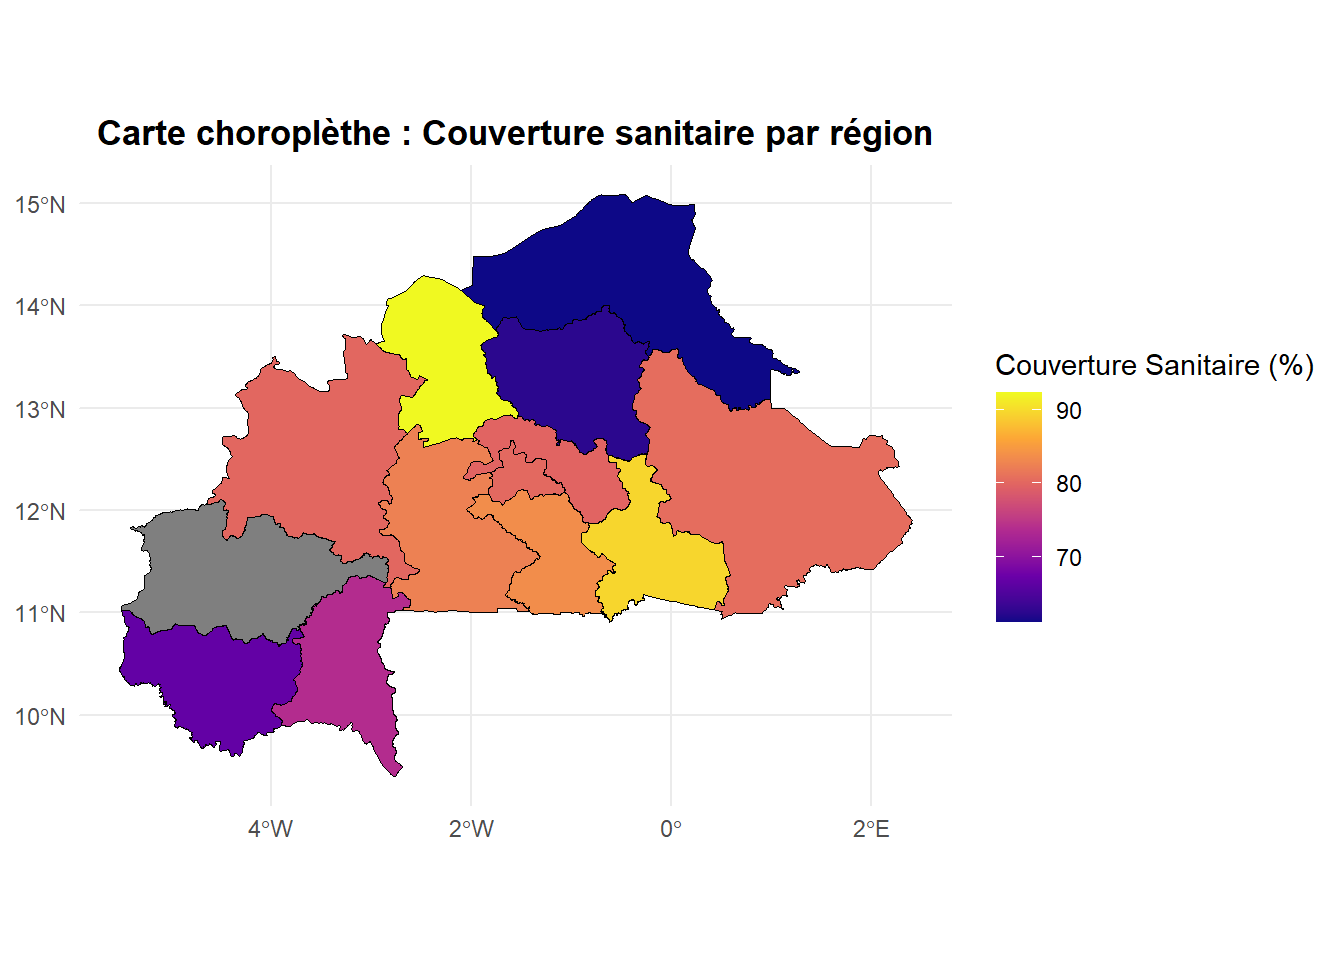 Carte choroplèthe : Couverture sanitaire par région
15°N
14°N
13°N
12°N
11°N
10°N
4°W
2°W
0°
2°E
Couverture Sanitaire (%)
90
80
70